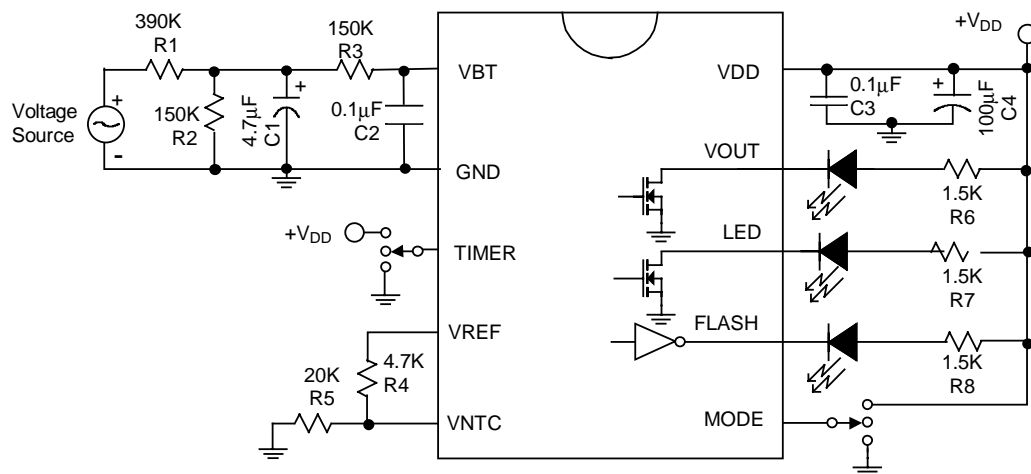 390K
R1
150K
R3
VBT
VDD
+VDD
Voltage
Source
+
-
150K
R2
+
4.7μF
C1
0.1μF
C2
GND
0.1μF
C3
+
100μF
C4
VOUT
1.5K
R6
+VDD
TIMER
LED
1.5K
R7
VREF
4.7K
R4
FLASH
1.5K
R8
20K
R5
VNTC
MODE